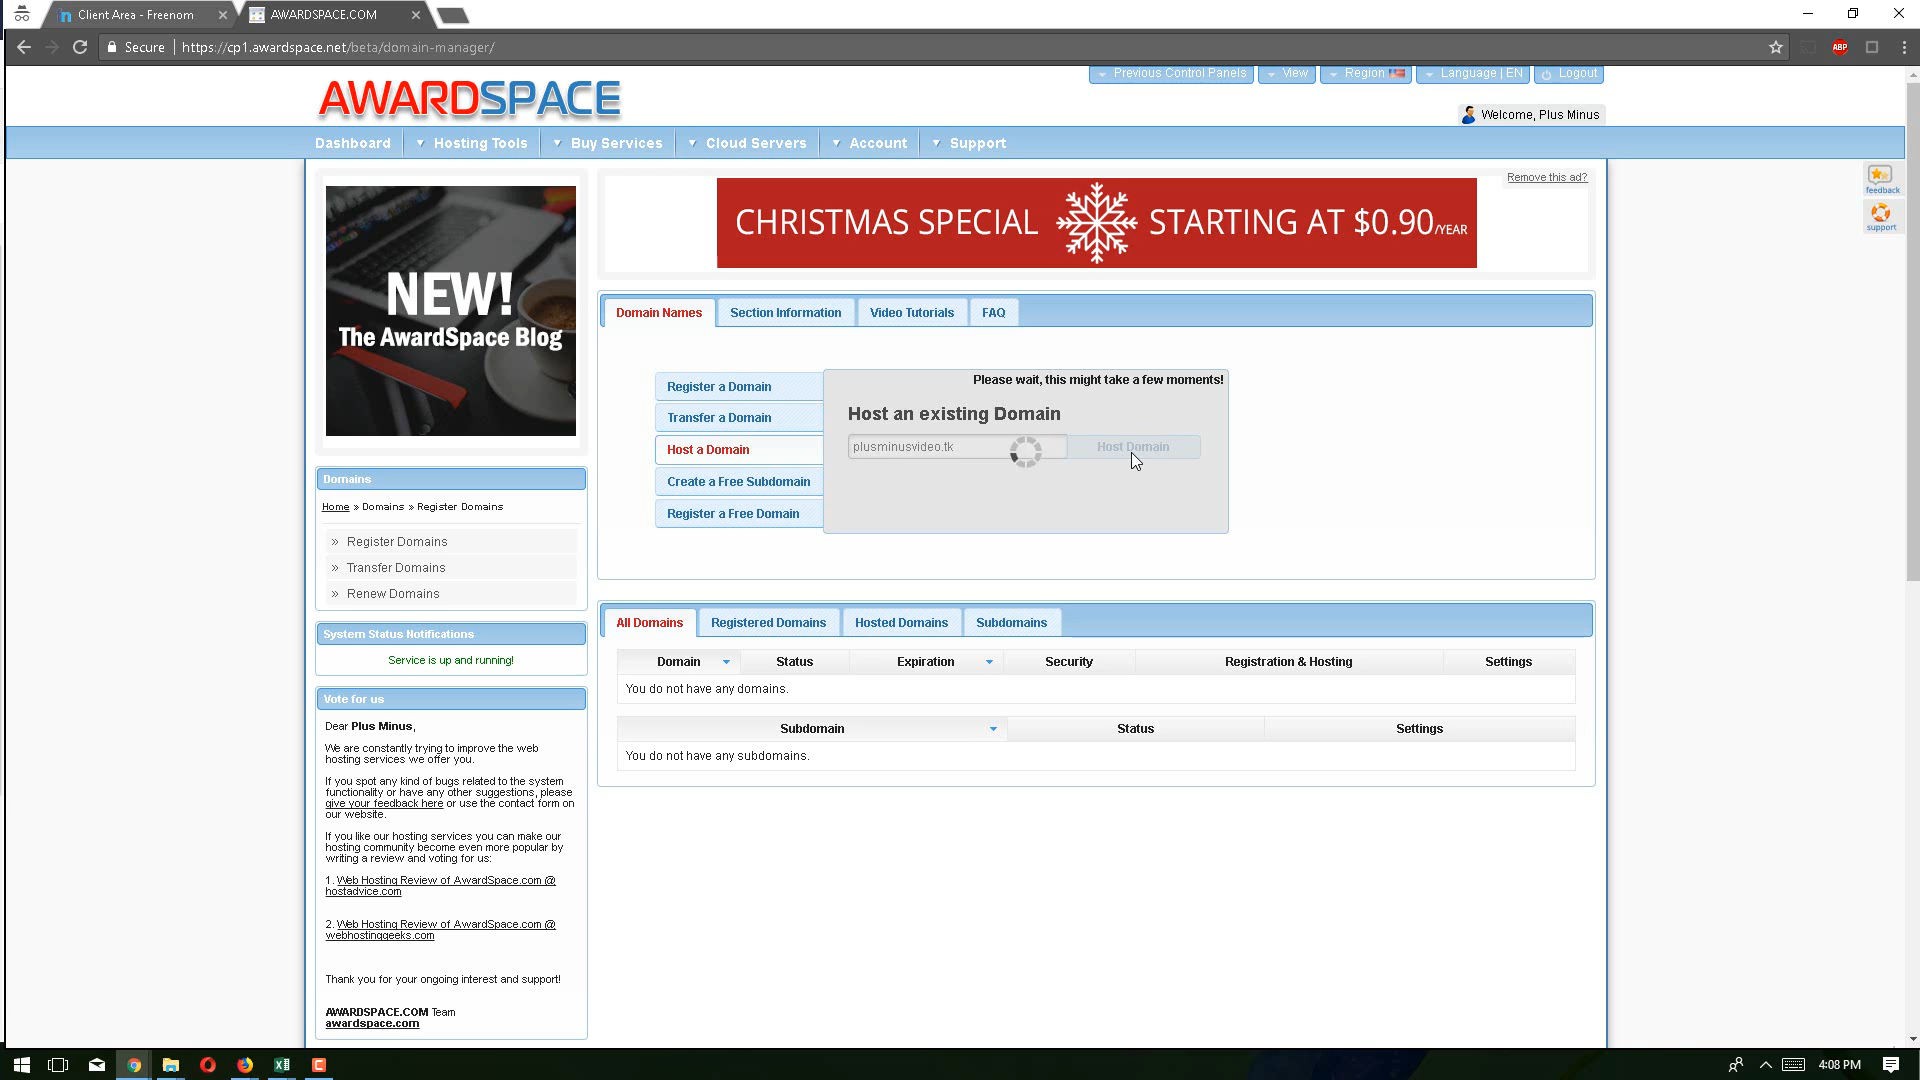 Client Area - Freenom
AWARDSPACE.COM
Secure
https://cp1.awardspace.net/beta/domain-manager/
ABP
AWARDSPACE
Previous Control Panels
View
Region
Language | EN
Logout
Welcome, Plus Minus
Dashboard
Hosting Tools
Buy Services
Cloud Servers
Account
Support
feedback
support
NEW!
The AwardSpace Blog
Remove this ad?
CHRISTMAS SPECIAL STARTING AT $0.90/YEAR
Domain Names
Section Information
Video Tutorials
FAQ
Register a Domain
Transfer a Domain
Host a Domain
Create a Free Subdomain
Register a Free Domain
Please wait, this might take a few moments!
Host an existing Domain
plusminusvideo.tk
Host Domain
Domains
Home » Domains » Register Domains
» Register Domains
» Transfer Domains
» Renew Domains
System Status Notifications
Service is up and running!
All Domains
Registered Domains
Hosted Domains
Subdomains
Domain
Status
Expiration
Security
Registration & Hosting
Settings
You do not have any domains.
Subdomain
Status
Settings
You do not have any subdomains.
Vote for us
Dear Plus Minus,
We are constantly trying to improve the web
hosting services we offer you.
If you spot any kind of bugs related to the system
functionality or have any other suggestions, please
give your feedback here or use the contact form on
our website.
If you like our hosting services you can make our
hosting community become even more popular by
writing a review and voting for us:
1. Web Hosting Review of AwardSpace.com @
hostadvice.com
2. Web Hosting Review of AwardSpace.com @
webhostinggeeks.com
Thank you for your ongoing interest and support!
AWARDSPACE.COM Team
awardspace.com
4:08 PM